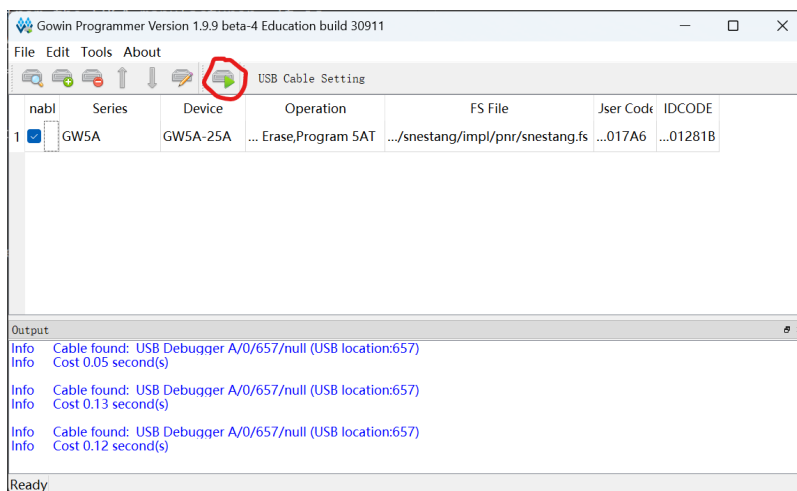 Gowin Programmer Version 1.9.9 beta-4 Education build 30911
File Edit Tools About
USB Cable Setting
nabl Series Device Operation FS File Jser Code IDCODE
1 GW5A GW5A-25A ... Erase,Program 5AT .../snestang/impl/pnr/snestang.fs ...017A6 ...01281B
Output
Info Cable found: USB Debugger A/0/657/null (USB location:657)
Info Cost 0.05 second(s)
Info Cable found: USB Debugger A/0/657/null (USB location:657)
Info Cost 0.13 second(s)
Info Cable found: USB Debugger A/0/657/null (USB location:657)
Info Cost 0.12 second(s)
Ready